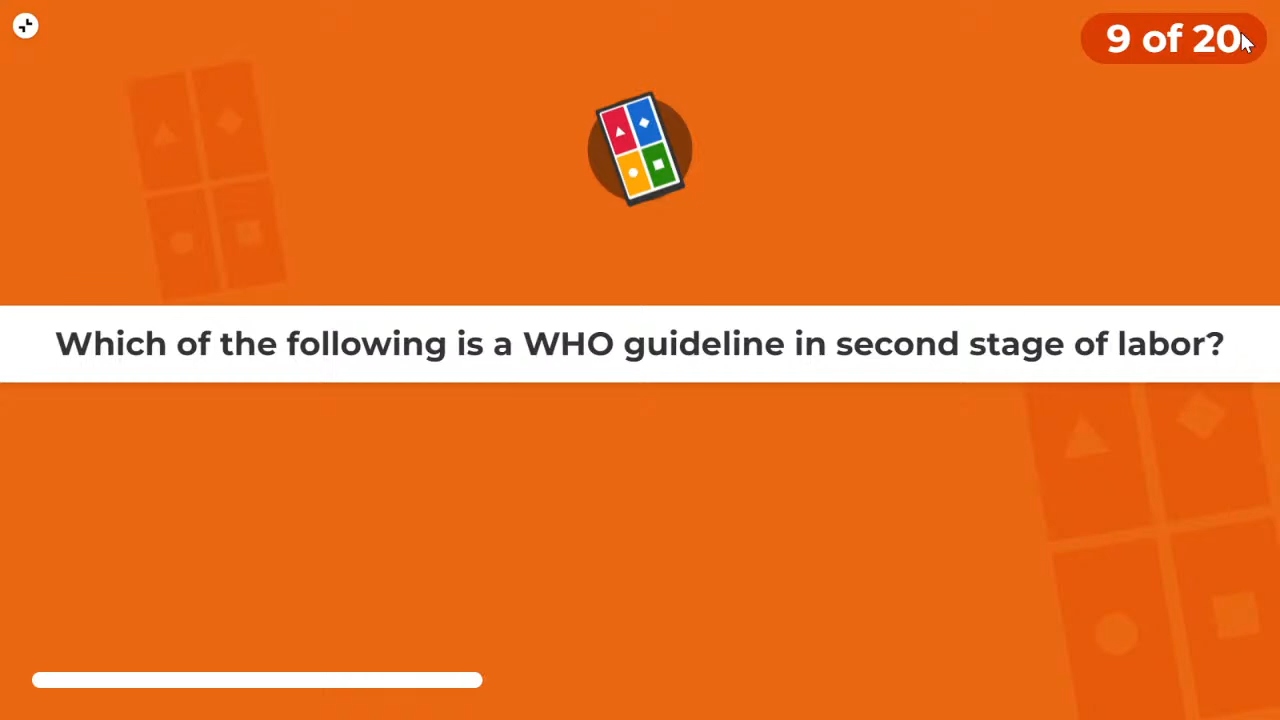 9 of 20
Which of the following is a WHO guideline in second stage of labor?